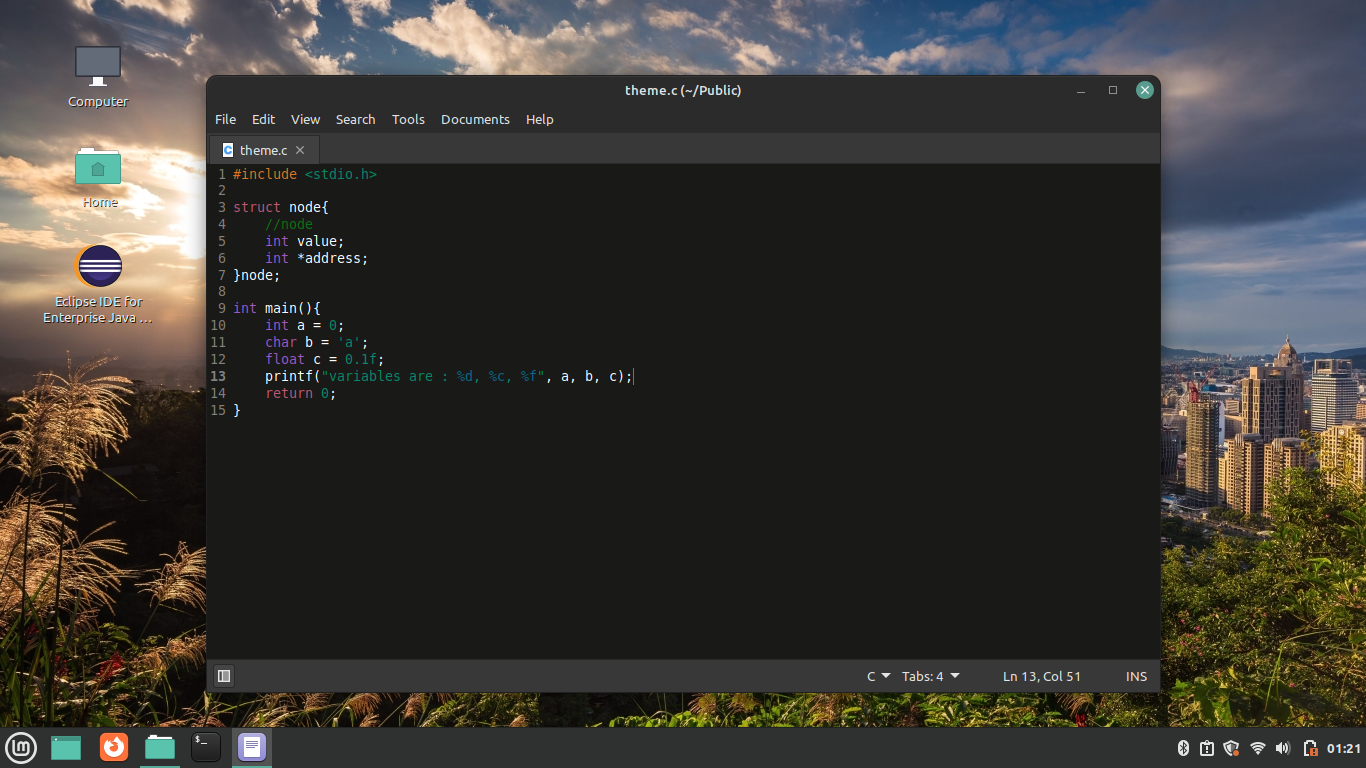 Computer
Home
Eclipse IDE for
Enterprise Java ...
theme.c (~/Public)
File Edit View Search Tools Documents Help
theme.c
1 #include <stdio.h>
2
3 struct node{
4     //node
5     int value;
6     int *address;
7 }node;
8
9 int main(){
10     int a = 0;
11     char b = 'a';
12     float c = 0.1f;
13     printf("variables are : %d, %c, %f", a, b, c);
14     return 0;
15 }
C Tabs: 4 Ln 13, Col 51 INS
01:21